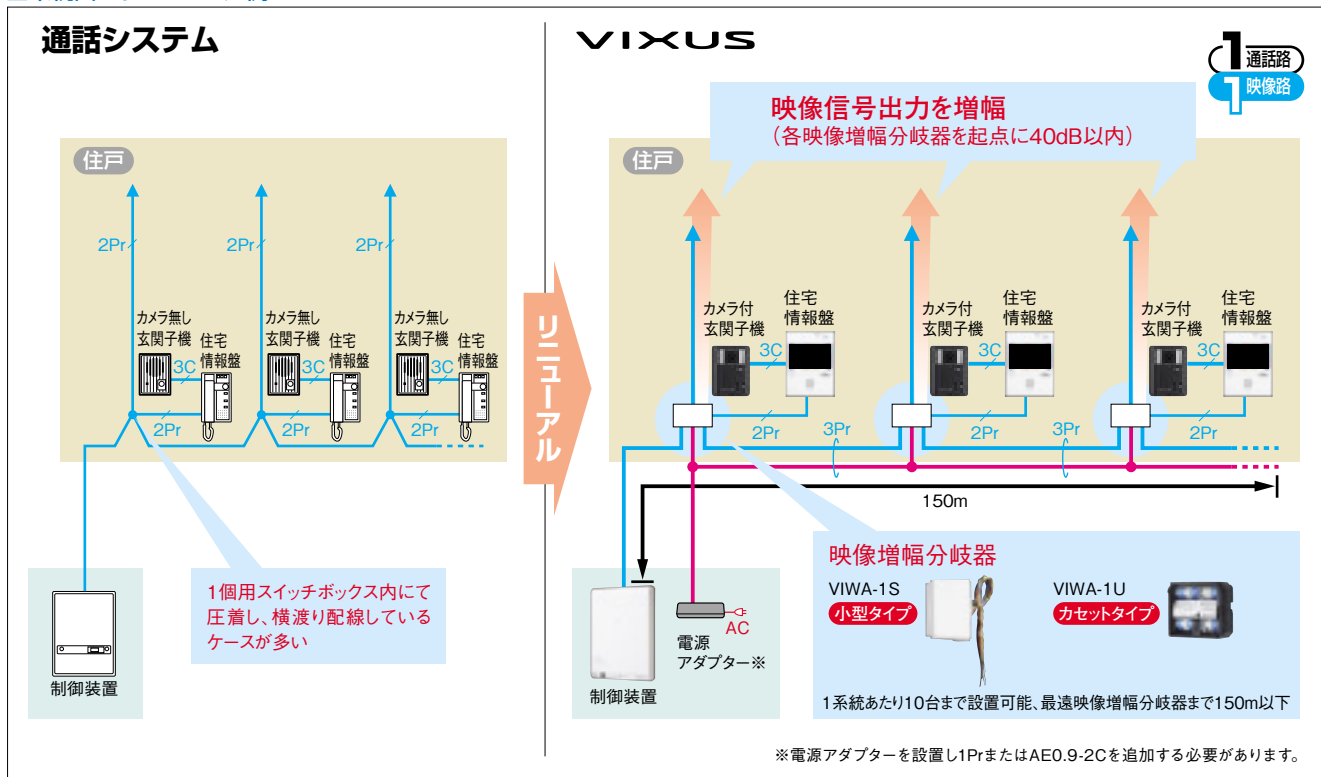 通話システム
VIXUS
1通話路
1映像路
映像信号出力を増幅
（各映像増幅分岐器を起点に40dB以内）
住戸
2Pr
2Pr
2Pr
カメラ無し
玄関子機
住宅
情報盤
カメラ無し
玄関子機
住宅
情報盤
カメラ無し
玄関子機
住宅
情報盤
3C
3C
3C
2Pr
2Pr
2Pr
1個用スイッチボックス内にて
圧着し、横渡り配線している
ケースが多い
制御装置
リニューアル
住戸
カメラ付
玄関子機
住宅
情報盤
カメラ付
玄関子機
住宅
情報盤
カメラ付
玄関子機
住宅
情報盤
3C
3C
3C
2Pr
3Pr
2Pr
3Pr
2Pr
150m
制御装置
電源
アダプター※
AC
映像増幅分岐器
VIWA-1S
小型タイプ
VIWA-1U
カセットタイプ
1系統あたり10台まで設置可能、最遠映像増幅分岐器まで150m以下
※電源アダプターを設置し1PrまたはAE0.9-2Cを追加する必要があります。